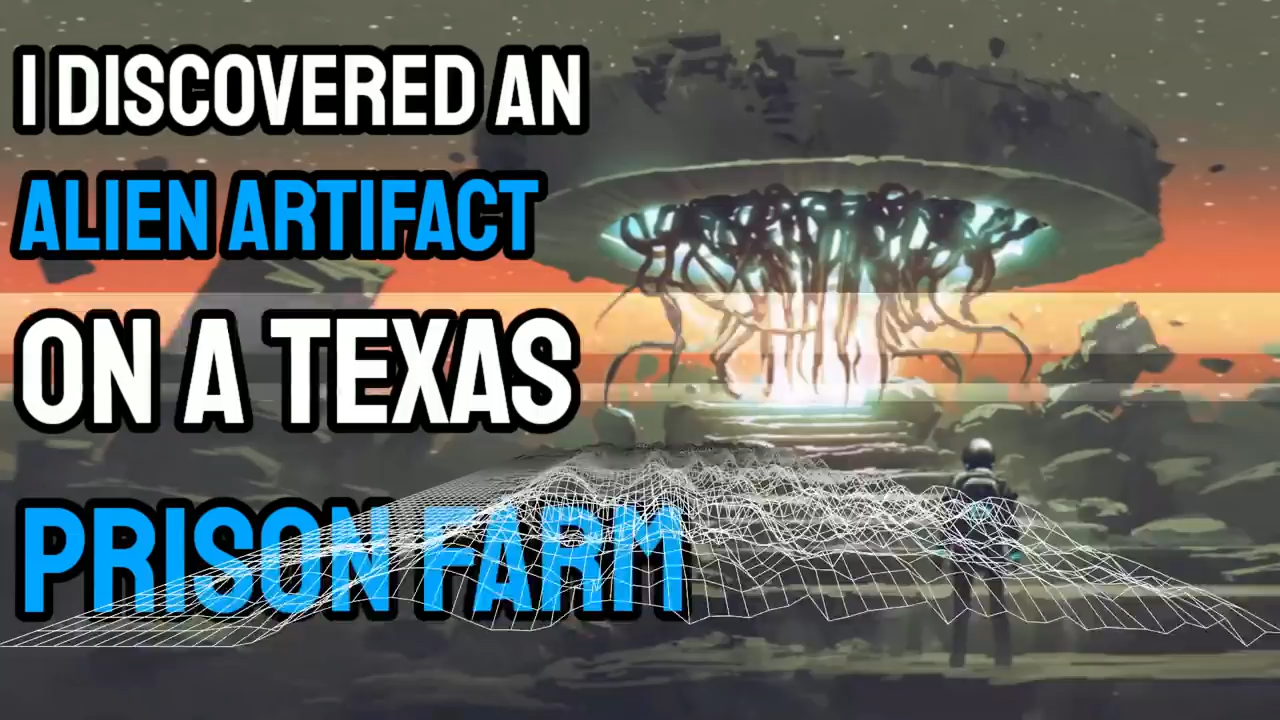 I DISCOVERED AN
ALIEN ARTIFACT
ON A TEXAS
PRISON FARM